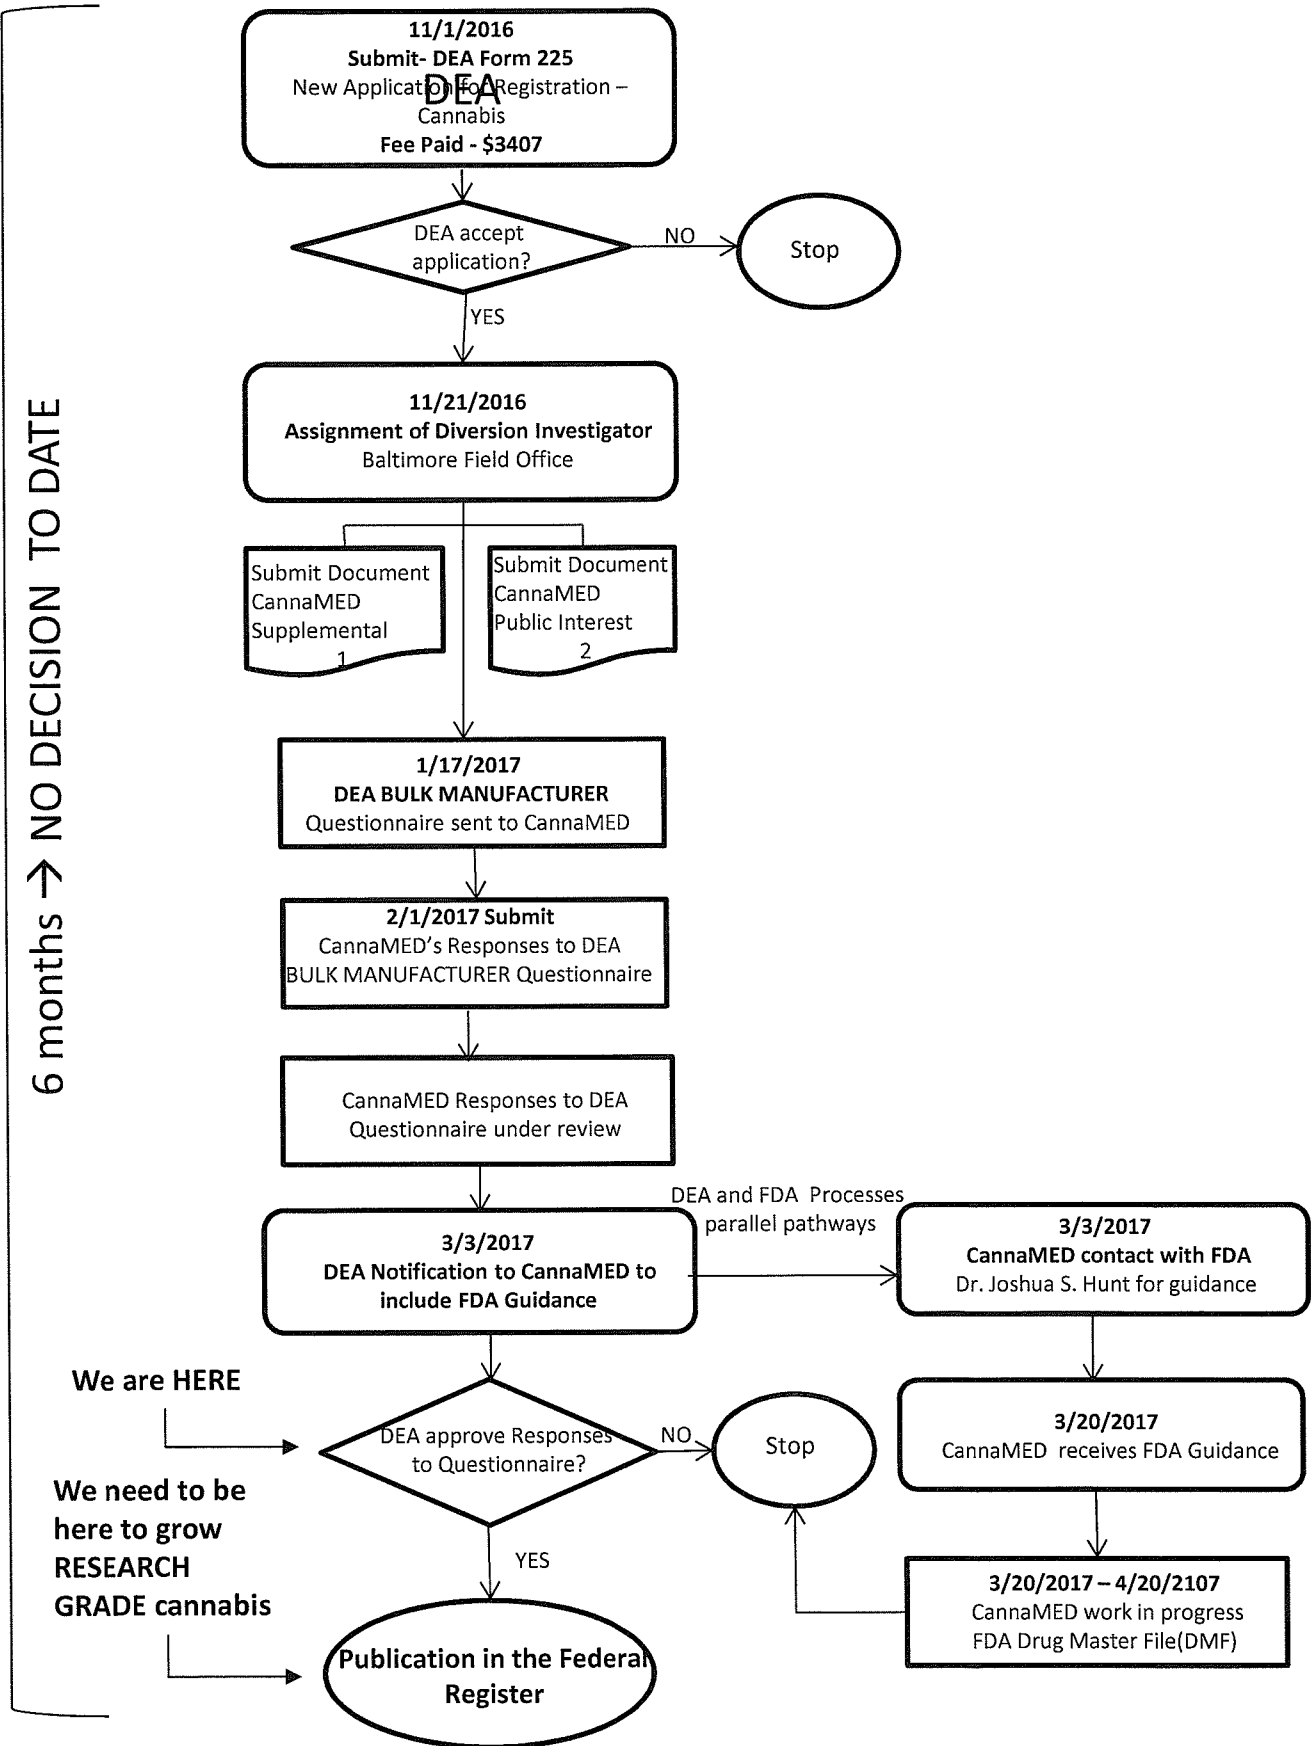 11/1/2016
Submit- DEA Form 225
New Application for Registration –
DEA
Cannabis
Fee Paid - $3407
DEA accept
application?
NO
Stop
YES
11/21/2016
Assignment of Diversion Investigator
Baltimore Field Office
Submit Document
CannaMED
Supplemental
1
Submit Document
CannaMED
Public Interest
2
1/17/2017
DEA BULK MANUFACTURER
Questionnaire sent to CannaMED
2/1/2017 Submit
CannaMED's Responses to DEA
BULK MANUFACTURER Questionnaire
CannaMED Responses to DEA
Questionnaire under review
3/3/2017
DEA Notification to CannaMED to
include FDA Guidance
DEA and FDA Processes
parallel pathways
3/3/2017
CannaMED contact with FDA
Dr. Joshua S. Hunt for guidance
3/20/2017
CannaMED receives FDA Guidance
3/20/2017 – 4/20/2107
CannaMED work in progress
FDA Drug Master File(DMF)
We are HERE
DEA approve Responses
to Questionnaire?
NO
Stop
YES
We need to be
here to grow
RESEARCH
GRADE cannabis
Publication in the Federal
Register
6 months → NO DECISION TO DATE